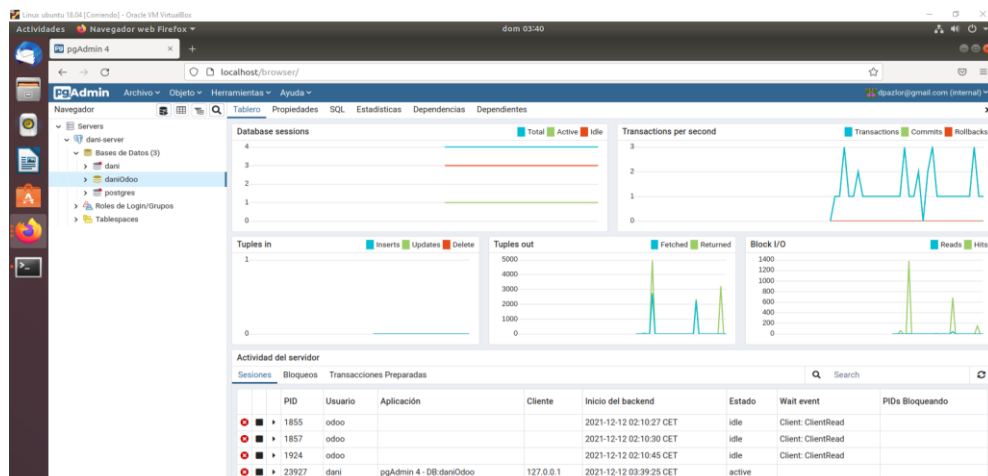 Linux ubuntu 18.04 [Corriendo] - Oracle VM VirtualBox
Actividades Navegador web Firefox dom 03:40
pgAdmin 4
localhost/browser/
pgAdmin Archivo Objeto Herramientas Ayuda dpazlor@gmail.com (internal)
Navegador Tablero Propiedades SQL Estadísticas Dependencias Dependientes
Servers
dani-server
Bases de Datos (3)
dani
daniOdoo
postgres
Roles de Login/Grupos
Tablespaces
Database sessions Total Active Idle
4
3
2
1
0
Transactions per second Transactions Commits Rollbacks
3
2
1
0
Tuples in Inserts Updates Delete
1
0
Tuples out Fetched Returned
5000
4000
3000
2000
1000
0
Block I/O Reads Hits
1400
1200
1000
800
600
400
200
0
Actividad del servidor
Sesiones Bloqueos Transacciones Preparadas Search
PID Usuario Aplicación Cliente Inicio del backend Estado Wait event PIDs Bloqueando
1855 odoo 2021-12-12 02:10:27 CET idle Client: ClientRead
1857 odoo 2021-12-12 02:10:30 CET idle Client: ClientRead
1924 odoo 2021-12-12 02:10:45 CET idle Client: ClientRead
23927 dani pgAdmin 4 - DB:daniOdoo 127.0.0.1 2021-12-12 03:39:25 CET active